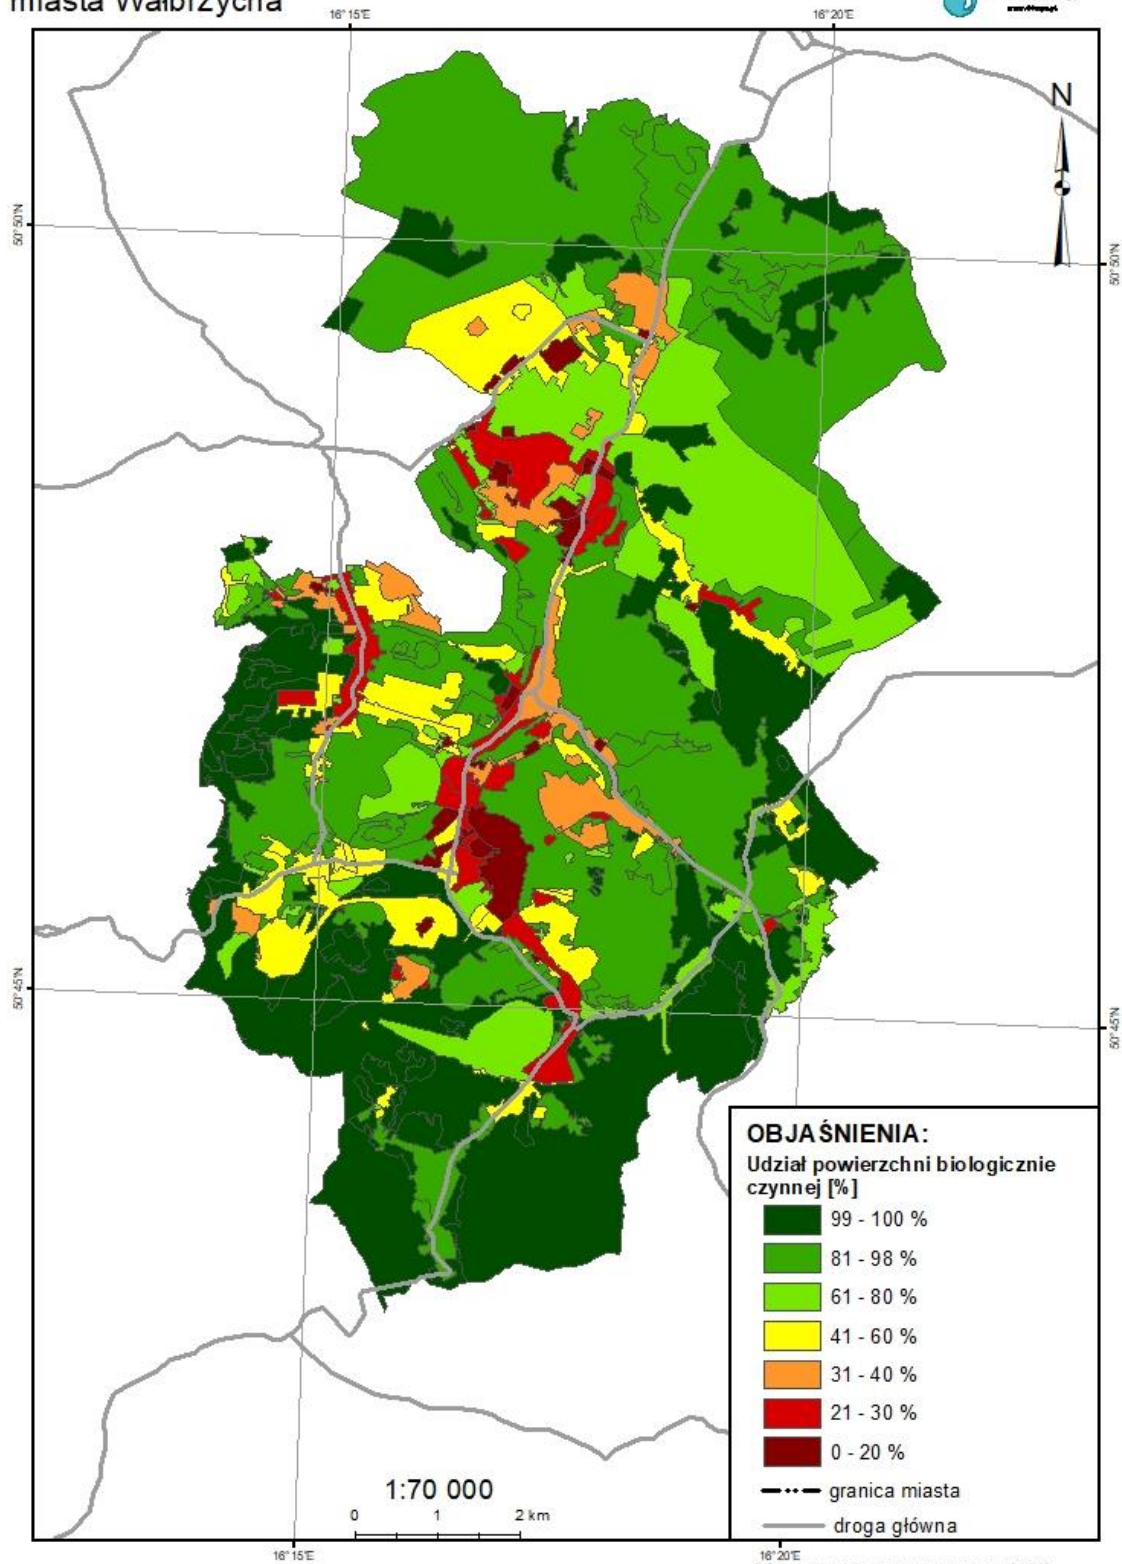 miasta Wałbrzycha
16°15'E
16°20'E
N
50°50'N
50°50'N
50°45'N
50°45'N
OBJAŚNIENIA:
Udział powierzchni biologicznie
czynnej [%]
99 - 100 %
81 - 98 %
61 - 80 %
41 - 60 %
31 - 40 %
21 - 30 %
0 - 20 %
granica miasta
droga główna
1:70 000
0 1 2 km
16°15'E
16°20'E